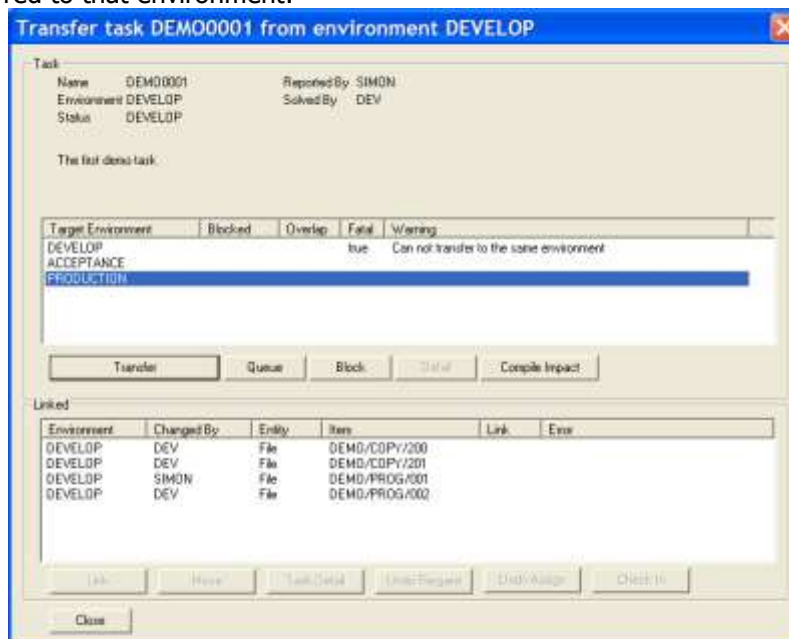 red to that environment.
Transfer task DEMO0001 from environment DEVELOP
Task
Name DEMO0001 Reported By SIMON
Environment DEVELOP Solved By DEV
Status DEVELOP
The first demo task
Target Environment Blocked Overlap Fatal Warning
DEVELOP true Can not transfer to the same environment
ACCEPTANCE
PRODUCTION
Transfer Queue Block Detail Compile Impact
Linked
Environment Changed By Entity Item Link Error
DEVELOP DEV File DEMO/COPY/200
DEVELOP DEV File DEMO/COPY/201
DEVELOP SIMON File DEMO/PROG/001
DEVELOP DEV File DEMO/PROG/002
Link Move Task Detail Undo Request Check In
Close